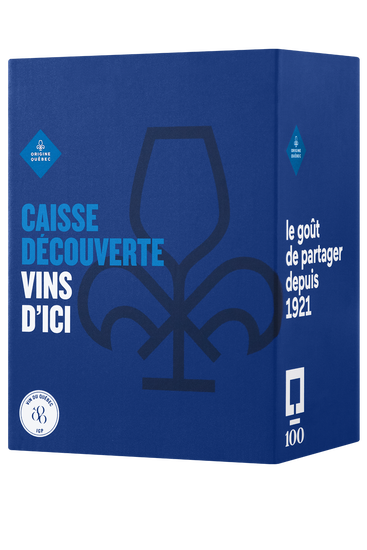 ORIGINE
QUÉBEC
CAISSE
DÉCOUVERTE
VINS
D'ICI
VIN DU QUÉBEC
IGP
ORIGINE
QUÉBEC
le goût
de partager
depuis
1921
100